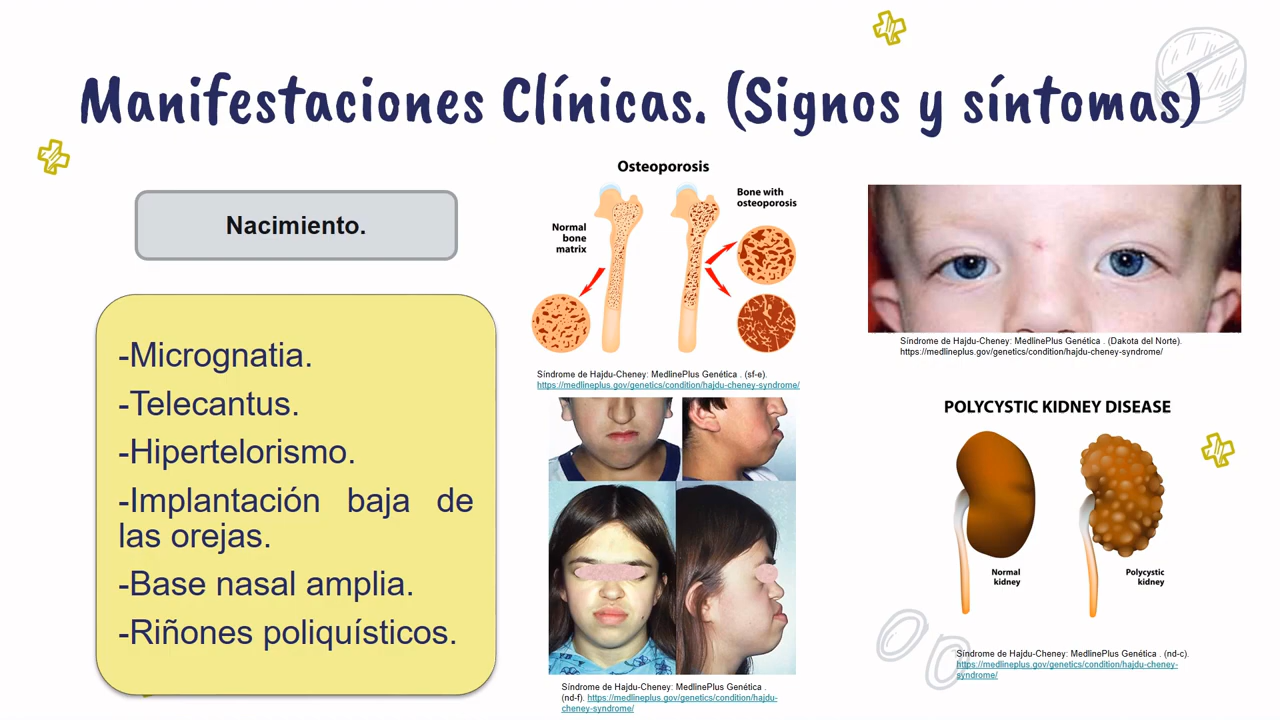 Manifestaciones Clínicas. (Signos y síntomas)
Nacimiento.
-Micrognatia.
-Telecantus.
-Hipertelorismo.
-Implantación baja de
las orejas.
-Base nasal amplia.
-Riñones poliquísticos.
Osteoporosis
Normal
bone
matrix
Bone with
osteoporosis
Síndrome de Hajdu-Cheney: MedlinePlus Genética . (sf-e).
https://medlineplus.gov/genetics/condition/hajdu-cheney-syndrome/
Síndrome de Hajdu-Cheney: MedlinePlus Genética .
(nd-f). https://medlineplus.gov/genetics/condition/hajdu-
cheney-syndrome/
Síndrome de Hajdu-Cheney: MedlinePlus Genética . (Dakota del Norte).
https://medlineplus.gov/genetics/condition/hajdu-cheney-syndrome/
POLYCYSTIC KIDNEY DISEASE
Normal
kidney
Polycystic
kidney
Síndrome de Hajdu-Cheney: MedlinePlus Genética . (nd-c).
https://medlineplus.gov/genetics/condition/hajdu-cheney-
syndrome/